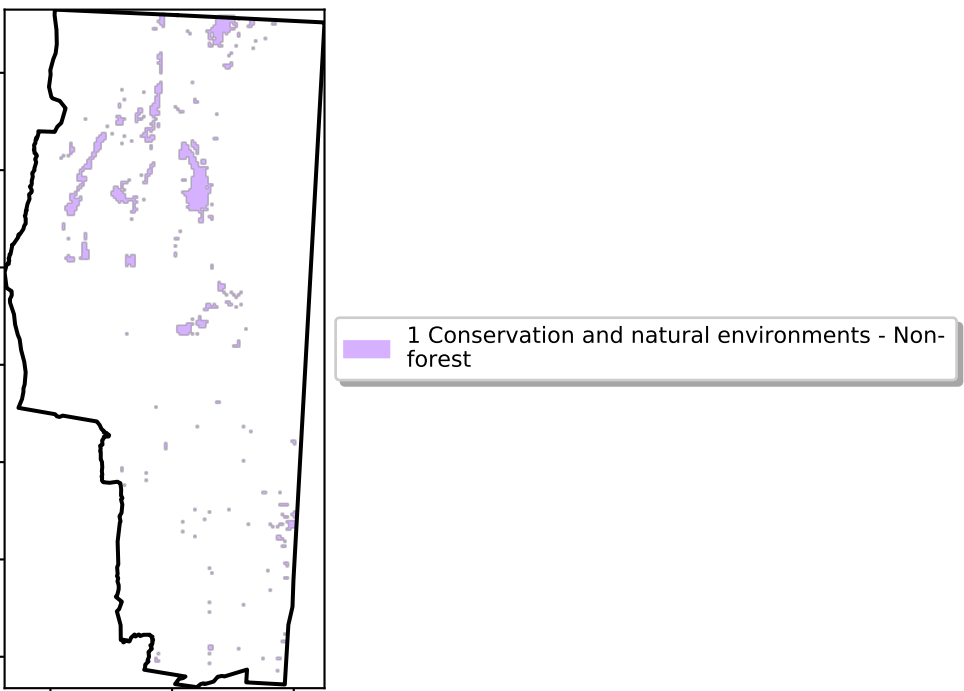 1 Conservation and natural environments - Non-
forest